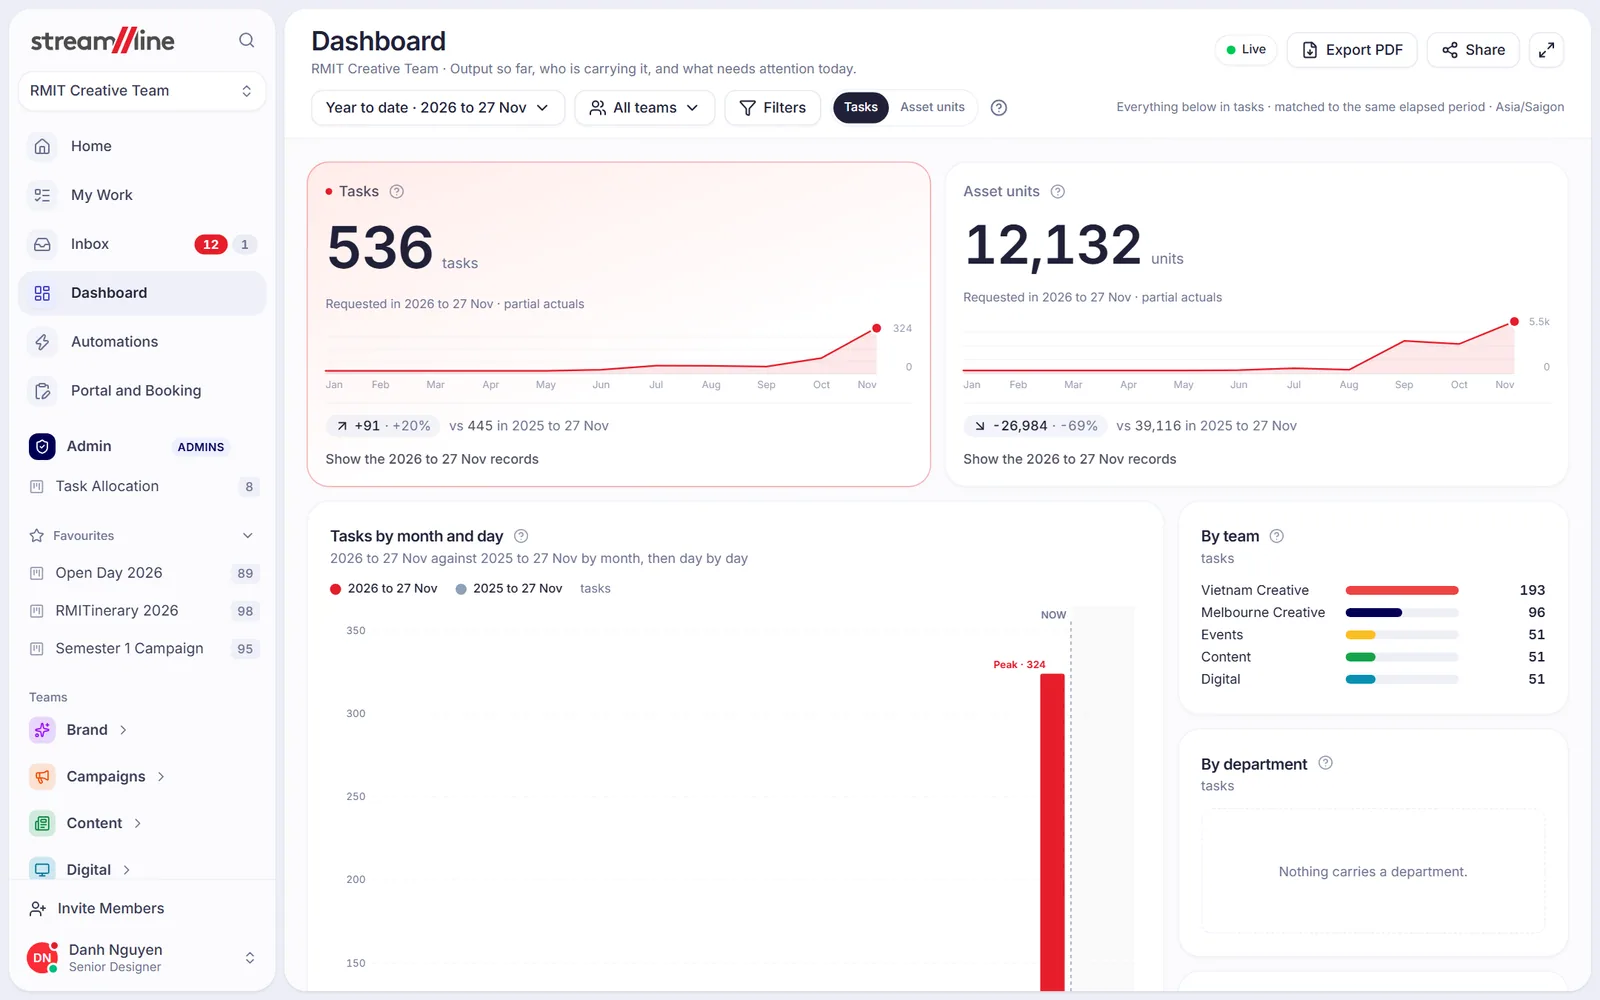 stream//line
RMIT Creative Team
Home
My Work
Inbox 12 1
Dashboard
Automations
Portal and Booking
Admin ADMINS
Task Allocation 8
Favourites
Open Day 2026 89
RMITinerary 2026 98
Semester 1 Campaign 95
Teams
Brand
Campaigns
Content
Digital
Invite Members
DN Danh Nguyen
Senior Designer
Dashboard
RMIT Creative Team · Output so far, who is carrying it, and what needs attention today.
Live Export PDF Share
Year to date · 2026 to 27 Nov All teams Filters Tasks Asset units
Everything below in tasks · matched to the same elapsed period · Asia/Saigon
Tasks
536 tasks
Requested in 2026 to 27 Nov · partial actuals
324
0
Jan Feb Mar Apr May Jun Jul Aug Sep Oct Nov
+91 · +20% vs 445 in 2025 to 27 Nov
Show the 2026 to 27 Nov records
Asset units
12,132 units
Requested in 2026 to 27 Nov · partial actuals
5.5k
0
Jan Feb Mar Apr May Jun Jul Aug Sep Oct Nov
-26,984 · -69% vs 39,116 in 2025 to 27 Nov
Show the 2026 to 27 Nov records
Tasks by month and day
2026 to 27 Nov against 2025 to 27 Nov by month, then day by day
2026 to 27 Nov 2025 to 27 Nov tasks
NOW
350
Peak · 324
300
250
200
150
By team
tasks
Vietnam Creative 193
Melbourne Creative 96
Events 51
Content 51
Digital 51
By department
tasks
Nothing carries a department.